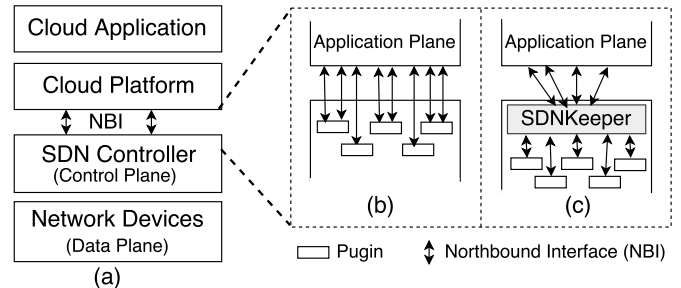 Cloud Application
Cloud Platform
NBI
SDN Controller
(Control Plane)
Network Devices
(Data Plane)
(a)
Application Plane
(b)
Application Plane
SDNKeeper
(c)
Pugin
Northbound Interface (NBI)